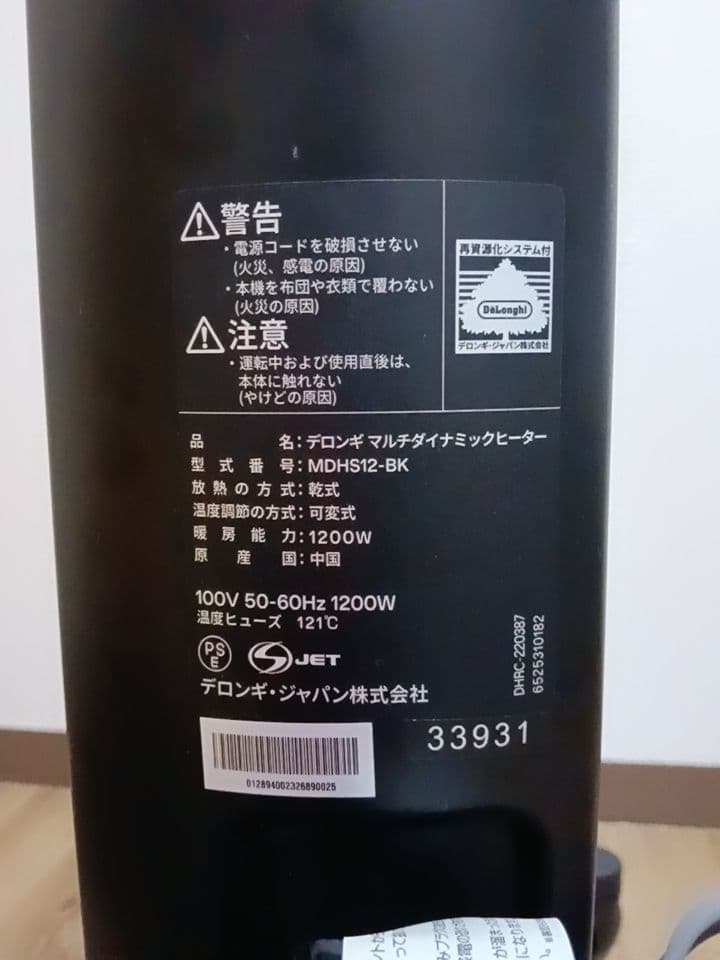 警告
・電源コードを破損させない
(火災、感電の原因)
・本機を布団や衣類で覆わない
(火災の原因)
注意
・運転中および使用直後は、
本体に触れない
(やけどの原因)
再資源化システム付
DeLonghi
デロンギ・ジャパン株式会社
品名：デロンギ マルチダイナミックヒーター
型式番号：MDHS12-BK
放熱の方式：乾式
温度調節の方式：可変式
暖房能力：1200W
原産国：中国
100V 50-60Hz 1200W
温度ヒューズ 121℃
PS
E
S JET
デロンギ・ジャパン株式会社
DHRC-220387
6525310182
33931
012894002326890025